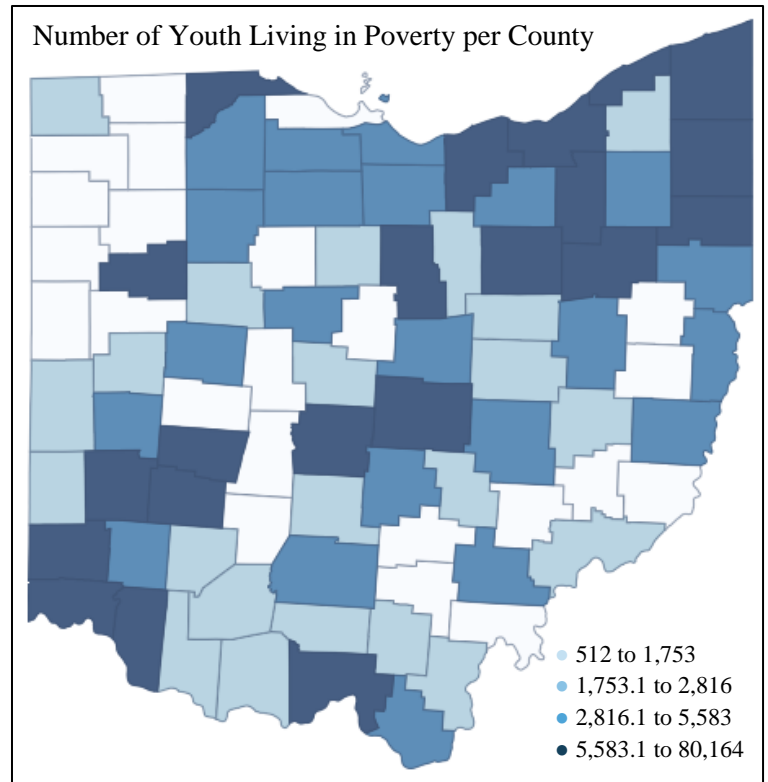 Number of Youth Living in Poverty per County
512 to 1,753
1,753.1 to 2,816
2,816.1 to 5,583
5,583.1 to 80,164